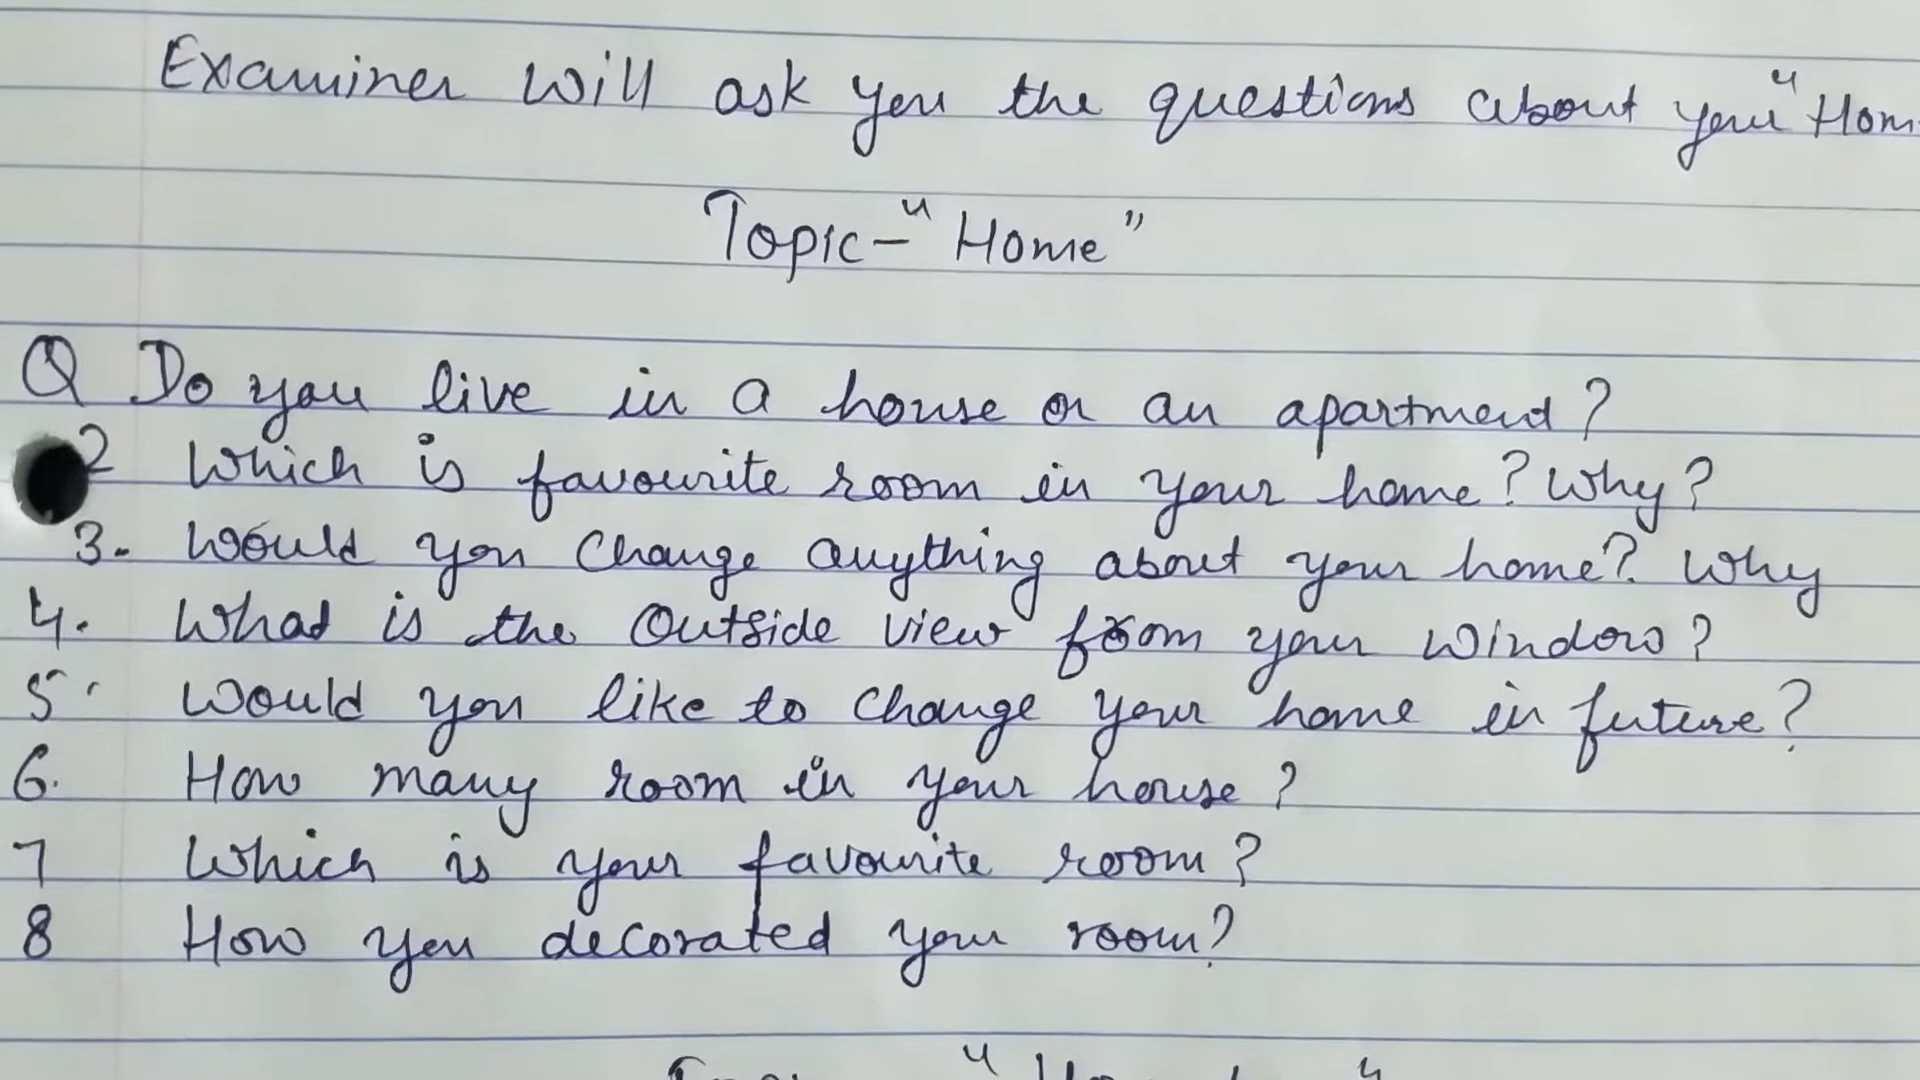 Examiner will ask you the questions about your "Hom
Topic - "Home"
Q Do you live in a house or an apartment?
2 Which is favourite room in your home? Why?
3. Would you change anything about your home? Why
4. What is the outside view from your window?
5. Would you like to change your home in future?
6. How many room in your house?
7 Which is your favourite room?
8 How you decorated your room?